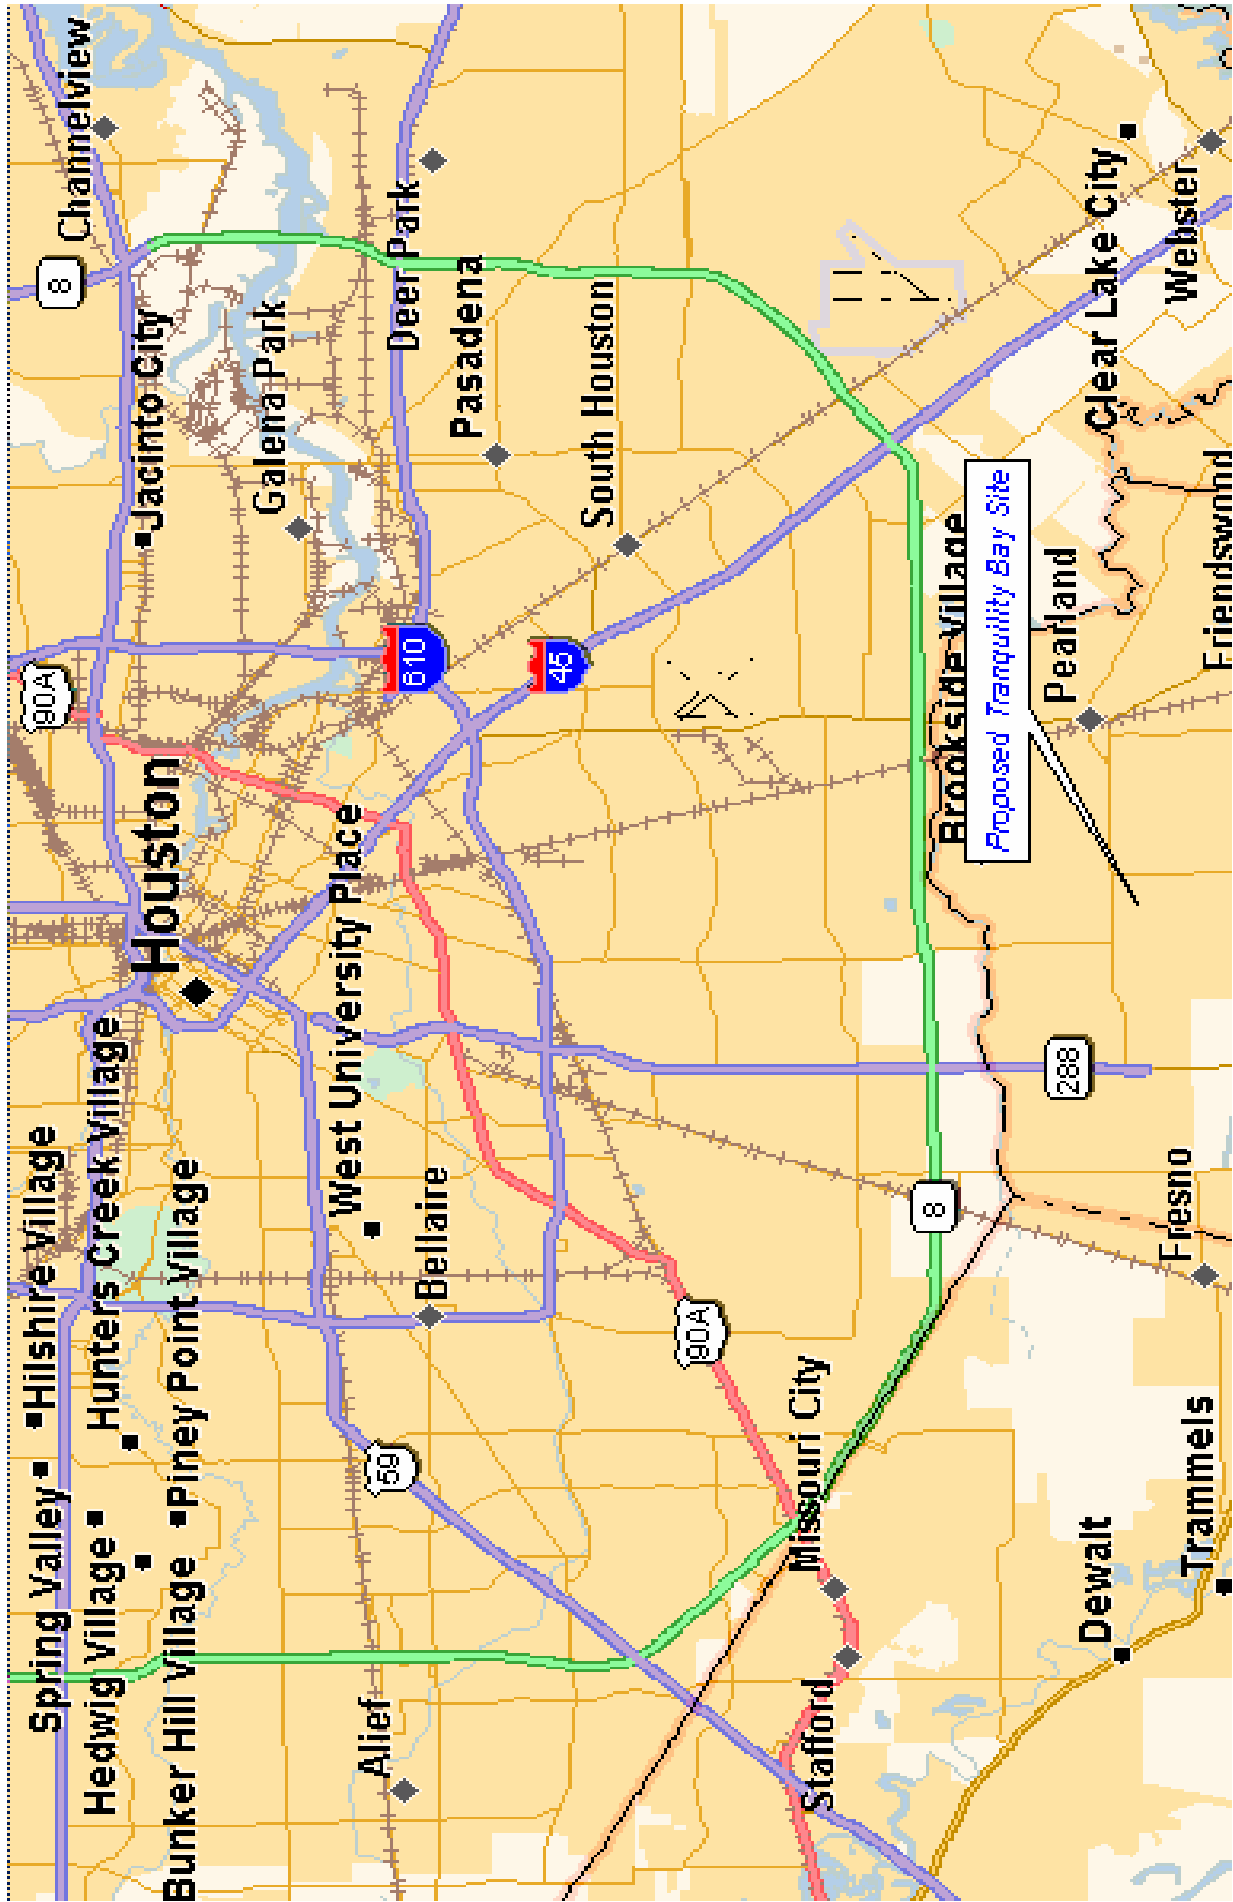 Spring Valley
Hilshire Village
90A
8
Channelview
Hedwig Village
Hunters Creek Village
Bunker Hill Village
Piney Point Village
Houston
Jacinto City
Galena Park
West University Place
Alief
59
610
Deer Park
Bellaire
Pasadena
45
South Houston
90A
Missouri City
Stafford
8
Brookside Village
Proposed Tranquility Bay Site
288
Pearland
Dewalt
Clear Lake City
Fresno
Webster
Trammels
Friendswood